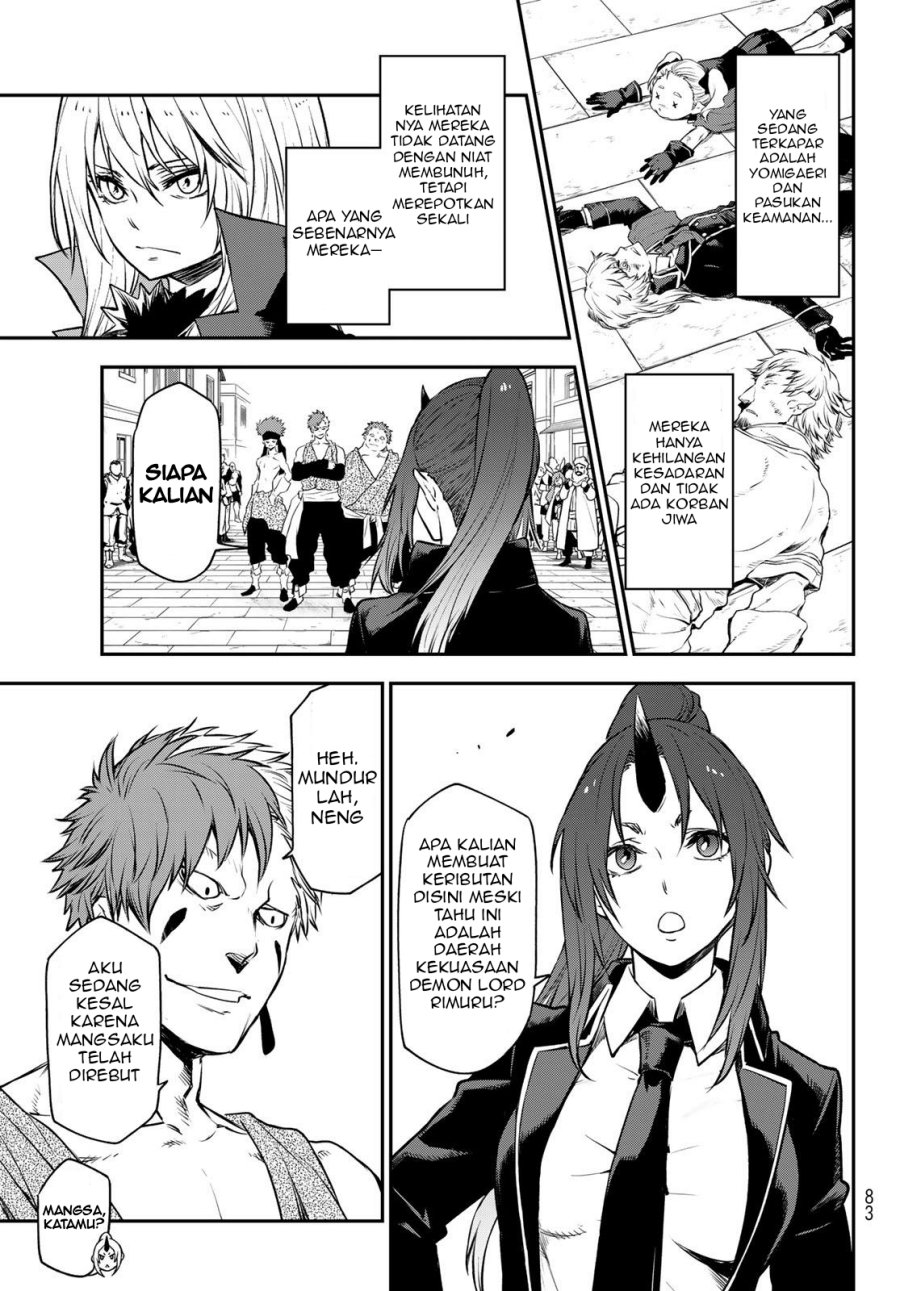 YANG
SEDANG
TERKAPAR
ADALAH
YOMIGAERI
DAN
PASUKAN
KEAMANAN...
MEREKA
HANYA
KEHILANGAN
KESADARAN
DAN TIDAK
ADA KORBAN
JIWA
KELIHATAN
NYA MEREKA
TIDAK DATANG
DENGAN NIAT
MEMBUNUH,
TETAPI
MEREPOTKAN
SEKALI
APA YANG
SEBENARNYA
MEREKA—
SIAPA
KALIAN
APA KALIAN
MEMBUAT
KERIBUTAN
DISINI MESKI
TAHU INI
ADALAH
DAERAH
KEKUASAAN
DEMON LORD
RIMURU?
HEH.
MUNDUR
LAH,
NENG
AKU
SEDANG
KESAL
KARENA
MANGSAKU
TELAH
DIREBUT
MANGSA,
KATAMU?
83